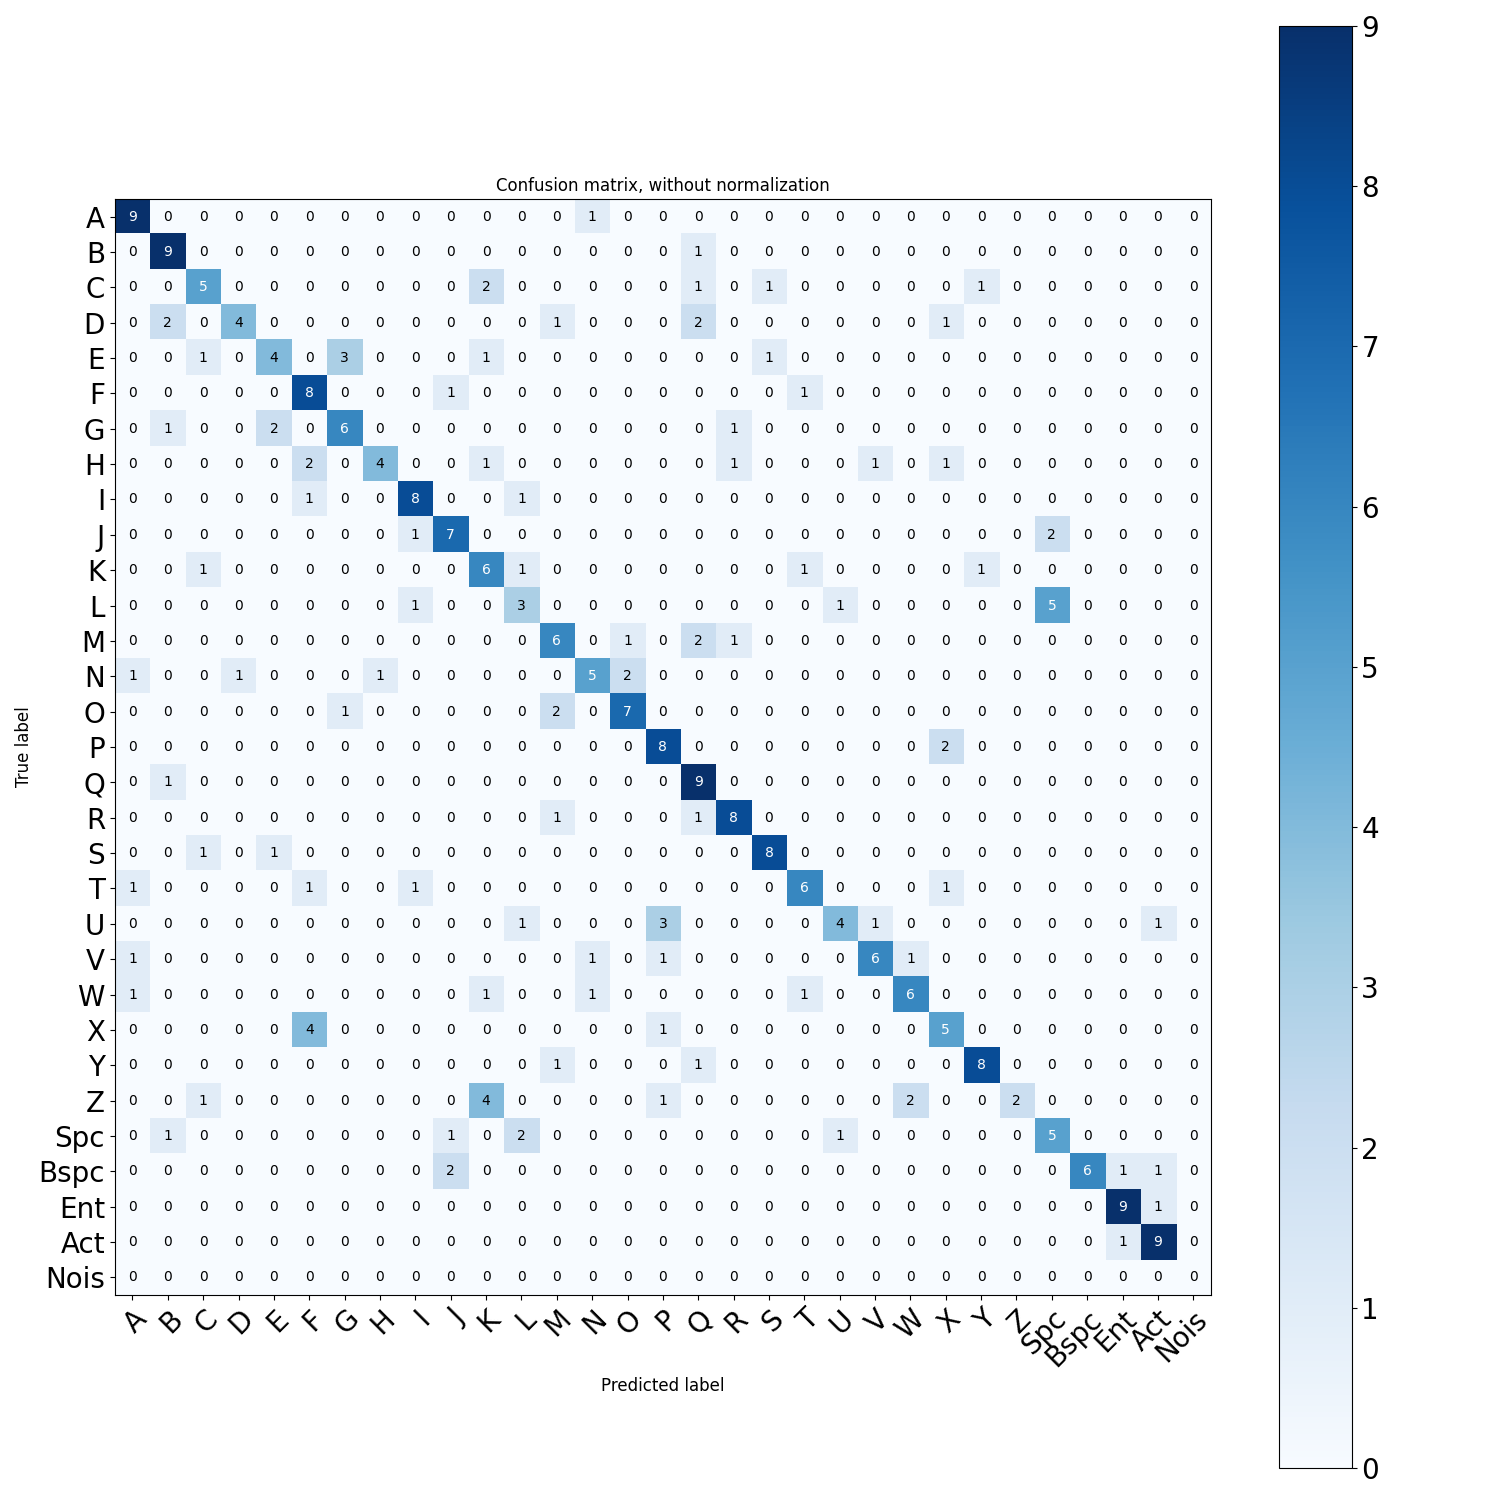 Confusion matrix, without normalization
A 9 0 0 0 0 0 0 0 0 0 0 0 0 1 0 0 0 0 0 0 0 0 0 0 0 0 0 0 0 0 0
B 0 9 0 0 0 0 0 0 0 0 0 0 0 0 0 0 1 0 0 0 0 0 0 0 0 0 0 0 0 0 0
C 0 0 5 0 0 0 0 0 0 0 2 0 0 0 0 0 1 0 1 0 0 0 0 0 1 0 0 0 0 0 0
D 0 2 0 4 0 0 0 0 0 0 0 0 1 0 0 0 2 0 0 0 0 0 0 1 0 0 0 0 0 0 0
E 0 0 1 0 4 0 3 0 0 0 1 0 0 0 0 0 0 0 1 0 0 0 0 0 0 0 0 0 0 0 0
F 0 0 0 0 0 8 0 0 0 1 0 0 0 0 0 0 0 0 0 1 0 0 0 0 0 0 0 0 0 0 0
G 0 1 0 0 2 0 6 0 0 0 0 0 0 0 0 0 0 1 0 0 0 0 0 0 0 0 0 0 0 0 0
H 0 0 0 0 0 2 0 4 0 0 1 0 0 0 0 0 0 1 0 0 0 1 0 1 0 0 0 0 0 0 0
I 0 0 0 0 0 1 0 0 8 0 0 1 0 0 0 0 0 0 0 0 0 0 0 0 0 0 0 0 0 0 0
J 0 0 0 0 0 0 0 0 1 7 0 0 0 0 0 0 0 0 0 0 0 0 0 0 0 0 2 0 0 0 0
K 0 0 1 0 0 0 0 0 0 0 6 1 0 0 0 0 0 0 0 1 0 0 0 0 1 0 0 0 0 0 0
L 0 0 0 0 0 0 0 0 1 0 0 3 0 0 0 0 0 0 0 0 1 0 0 0 0 0 5 0 0 0 0
M 0 0 0 0 0 0 0 0 0 0 0 0 6 0 1 0 2 1 0 0 0 0 0 0 0 0 0 0 0 0 0
N 1 0 0 1 0 0 0 1 0 0 0 0 0 5 2 0 0 0 0 0 0 0 0 0 0 0 0 0 0 0 0
O 0 0 0 0 0 0 1 0 0 0 0 0 2 0 7 0 0 0 0 0 0 0 0 0 0 0 0 0 0 0 0
P 0 0 0 0 0 0 0 0 0 0 0 0 0 0 0 8 0 0 0 0 0 0 0 2 0 0 0 0 0 0 0
Q 0 1 0 0 0 0 0 0 0 0 0 0 0 0 0 0 9 0 0 0 0 0 0 0 0 0 0 0 0 0 0
R 0 0 0 0 0 0 0 0 0 0 0 0 1 0 0 0 1 8 0 0 0 0 0 0 0 0 0 0 0 0 0
S 0 0 1 0 1 0 0 0 0 0 0 0 0 0 0 0 0 0 8 0 0 0 0 0 0 0 0 0 0 0 0
T 1 0 0 0 0 1 0 0 1 0 0 0 0 0 0 0 0 0 0 6 0 0 0 1 0 0 0 0 0 0 0
U 0 0 0 0 0 0 0 0 0 0 0 1 0 0 0 3 0 0 0 0 4 1 0 0 0 0 0 0 0 1 0
V 1 0 0 0 0 0 0 0 0 0 0 0 0 1 0 1 0 0 0 0 0 6 1 0 0 0 0 0 0 0 0
W 1 0 0 0 0 0 0 0 0 0 1 0 0 1 0 0 0 0 0 1 0 0 6 0 0 0 0 0 0 0 0
X 0 0 0 0 0 4 0 0 0 0 0 0 0 0 0 1 0 0 0 0 0 0 0 5 0 0 0 0 0 0 0
Y 0 0 0 0 0 0 0 0 0 0 0 0 1 0 0 0 1 0 0 0 0 0 0 0 8 0 0 0 0 0 0
Z 0 0 1 0 0 0 0 0 0 0 4 0 0 0 0 1 0 0 0 0 0 0 2 0 0 2 0 0 0 0 0
Spc 0 1 0 0 0 0 0 0 0 1 0 2 0 0 0 0 0 0 0 0 1 0 0 0 0 0 5 0 0 0 0
Bspc 0 0 0 0 0 0 0 0 0 2 0 0 0 0 0 0 0 0 0 0 0 0 0 0 0 0 0 6 1 1 0
Ent 0 0 0 0 0 0 0 0 0 0 0 0 0 0 0 0 0 0 0 0 0 0 0 0 0 0 0 0 9 1 0
Act 0 0 0 0 0 0 0 0 0 0 0 0 0 0 0 0 0 0 0 0 0 0 0 0 0 0 0 0 1 9 0
Nois 0 0 0 0 0 0 0 0 0 0 0 0 0 0 0 0 0 0 0 0 0 0 0 0 0 0 0 0 0 0 0
A B C D E F G H I J K L M N O P Q R S T U V W X Y Z Spc Bspc Ent Act Nois
Predicted label
True label
9
8
7
6
5
4
3
2
1
0